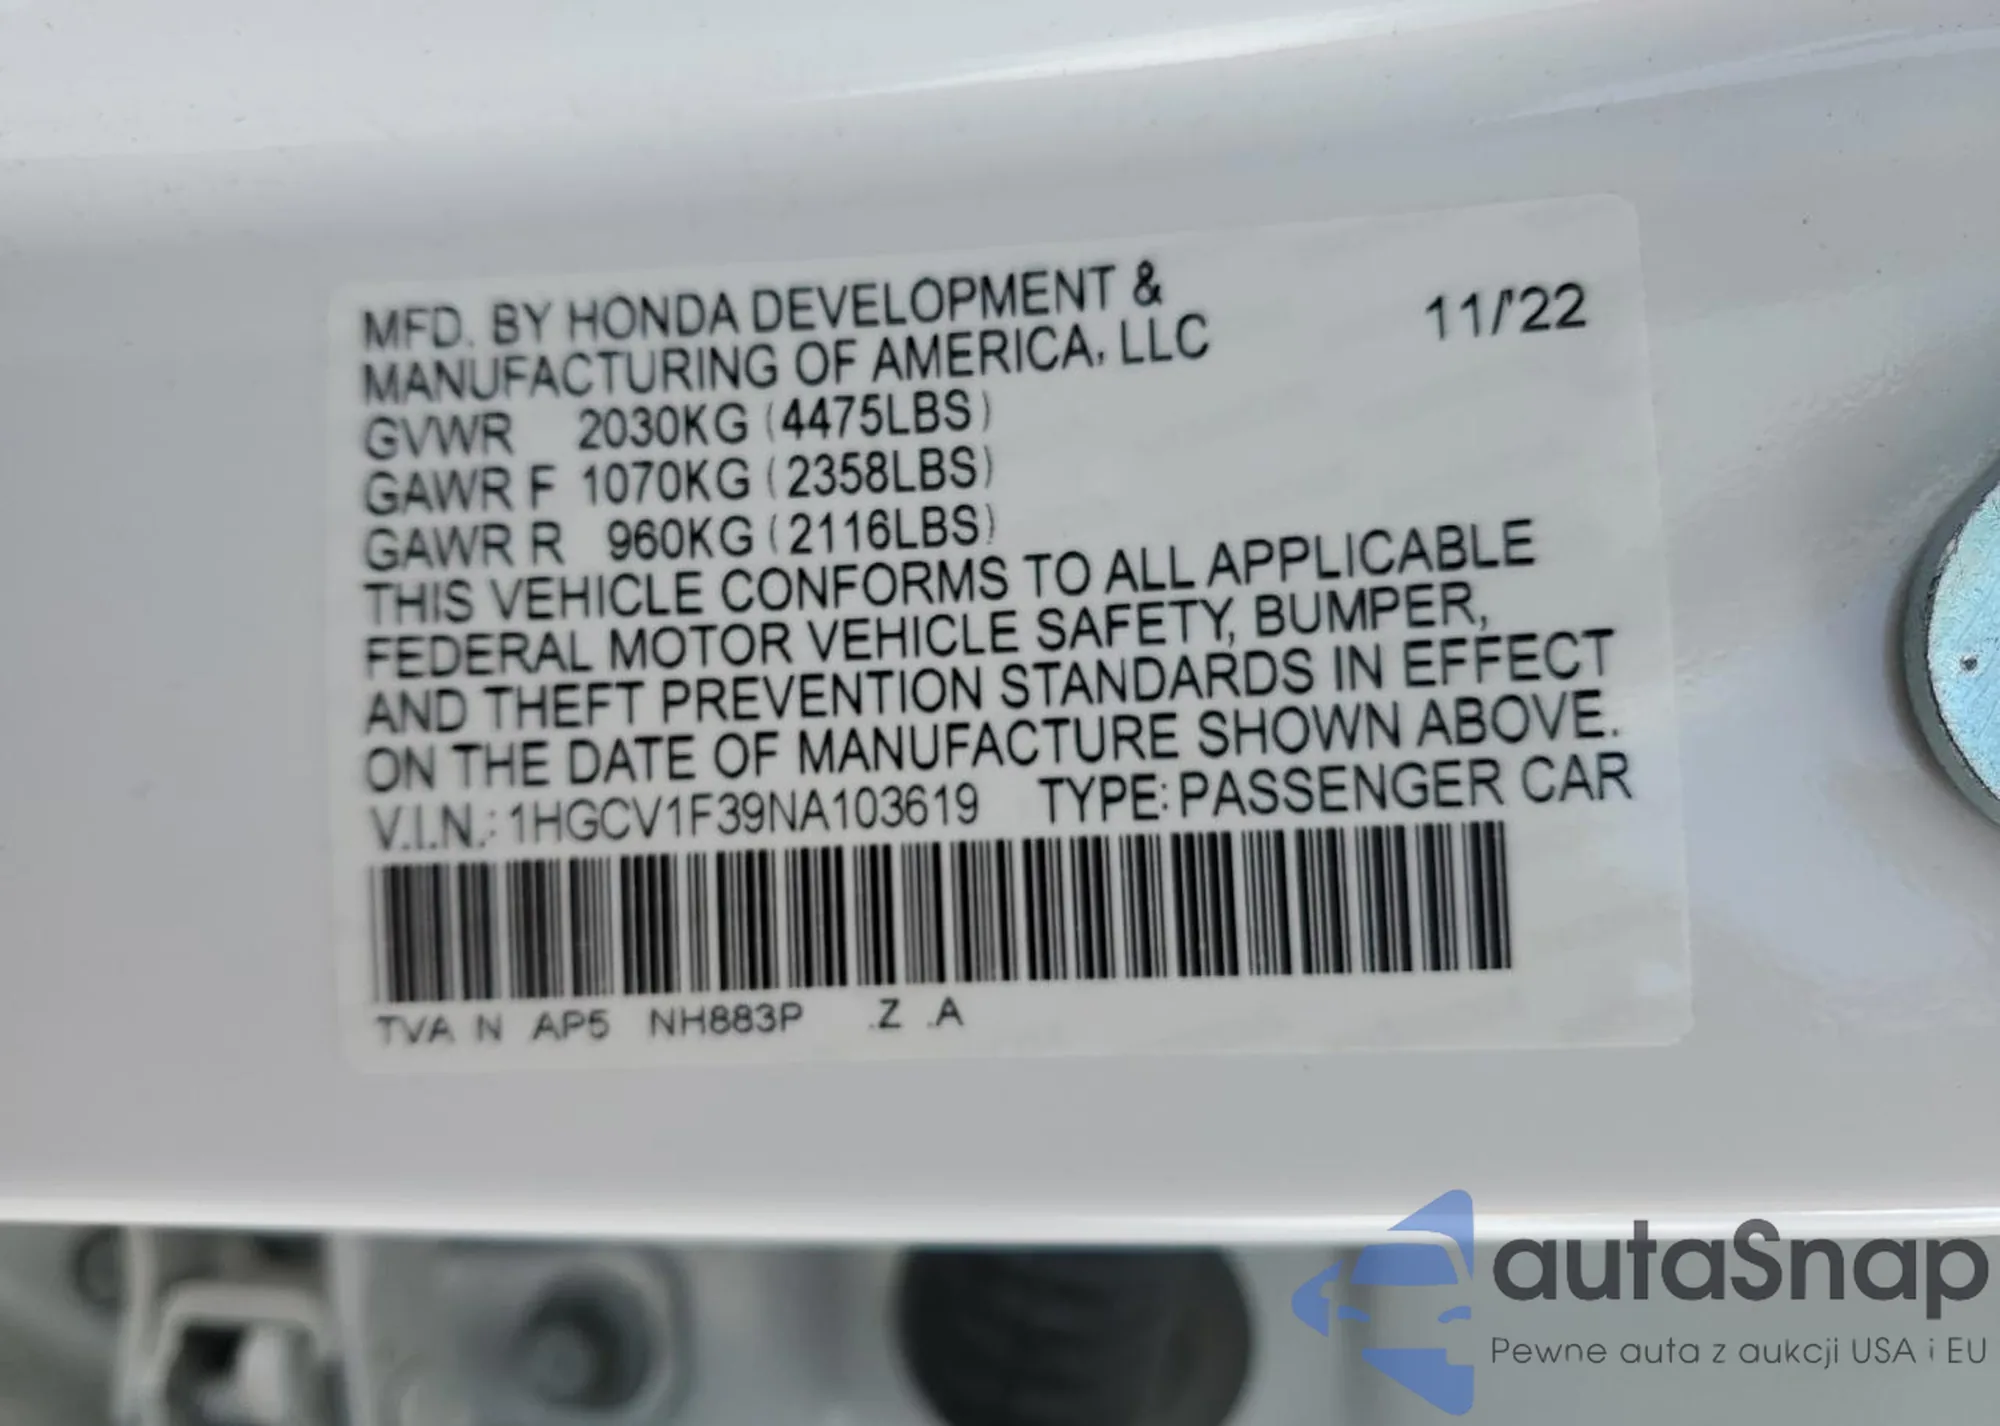 MFD. BY HONDA DEVELOPMENT & 11/'22
MANUFACTURING OF AMERICA, LLC
GVWR 2030KG (4475LBS)
GAWR F 1070KG (2358LBS)
GAWR R 960KG (2116LBS)
THIS VEHICLE CONFORMS TO ALL APPLICABLE
FEDERAL MOTOR VEHICLE SAFETY, BUMPER,
AND THEFT PREVENTION STANDARDS IN EFFECT
ON THE DATE OF MANUFACTURE SHOWN ABOVE.
V.I.N.: 1HGCV1F39NA103619 TYPE: PASSENGER CAR
TVA N AP5 NH883P .Z .A
autaSnap
Pewne auta z aukcji USA i EU